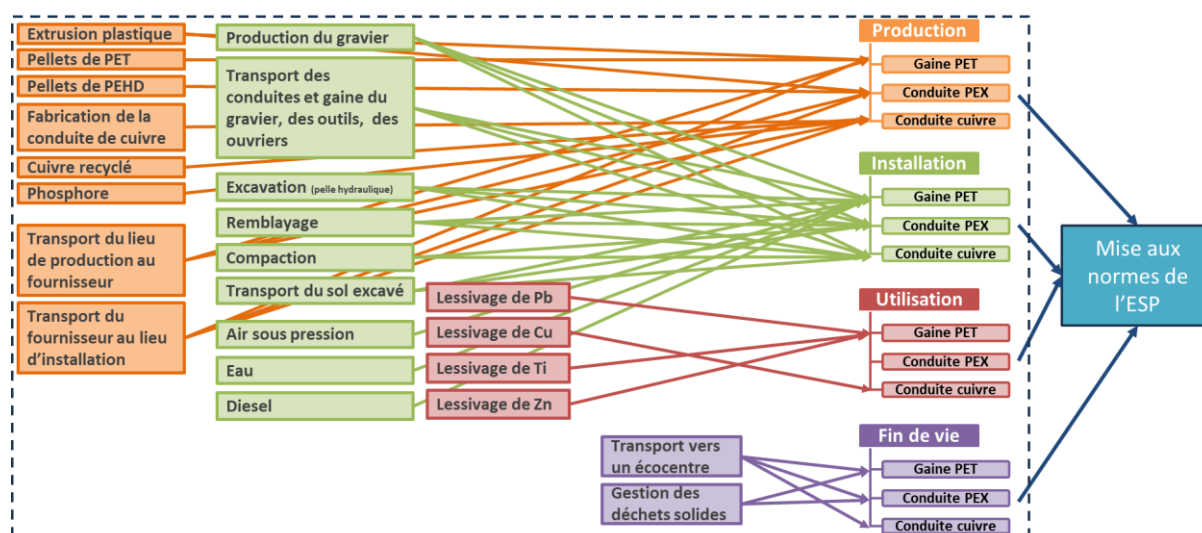 Extrusion plastique
Pellets de PET
Pellets de PEHD
Fabrication de
la conduite de cuivre
Cuivre recyclé
Phosphore
Transport du lieu
de production au
fournisseur
Transport du
fournisseur au lieu
d'installation
Production du gravier
Transport des
conduites et gaine du
gravier, des outils, des
ouvriers
Excavation (pelle hydraulique)
Remblayage
Compaction
Transport du sol excavé
Air sous pression
Eau
Diesel
Lessivage de Pb
Lessivage de Cu
Lessivage de Ti
Lessivage de Zn
Transport vers
un écocentre
Gestion des
déchets solides
Production
Gaine PET
Conduite PEX
Conduite cuivre
Installation
Gaine PET
Conduite PEX
Conduite cuivre
Utilisation
Gaine PET
Conduite PEX
Conduite cuivre
Fin de vie
Gaine PET
Conduite PEX
Conduite cuivre
Mise aux
normes de
l'ESP